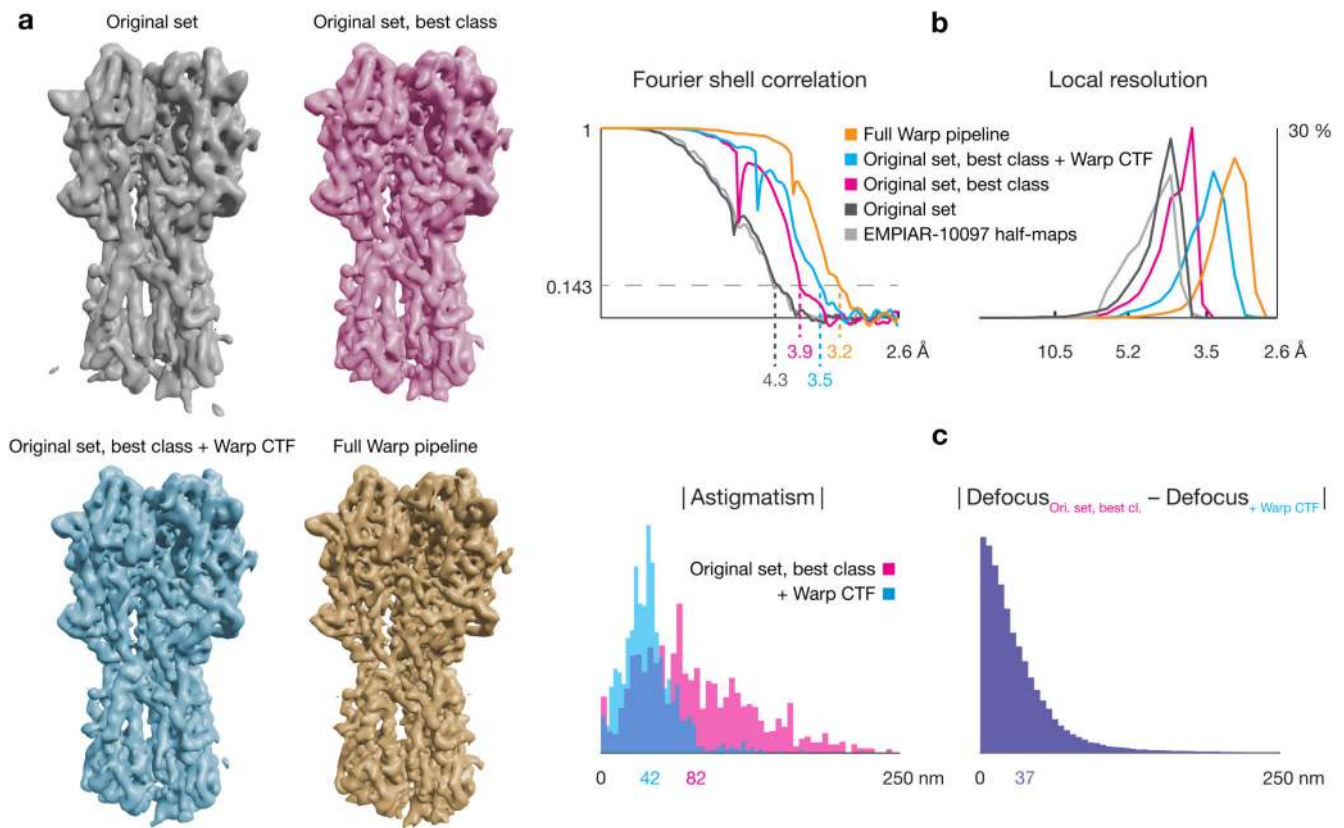 a
Original set
Original set, best class
Original set, best class + Warp CTF
Full Warp pipeline
Fourier shell correlation
1
0.143
Full Warp pipeline
Original set, best class + Warp CTF
Original set, best class
Original set
EMPIAR-10097 half-maps
3.9
3.2
2.6 Å
4.3
3.5
b
Local resolution
30 %
10.5
5.2
3.5
2.6 Å
| Astigmatism |
Original set, best class
+ Warp CTF
0
42
82
250 nm
c
| Defocus Ori. set, best cl. – Defocus + Warp CTF |
0
37
250 nm